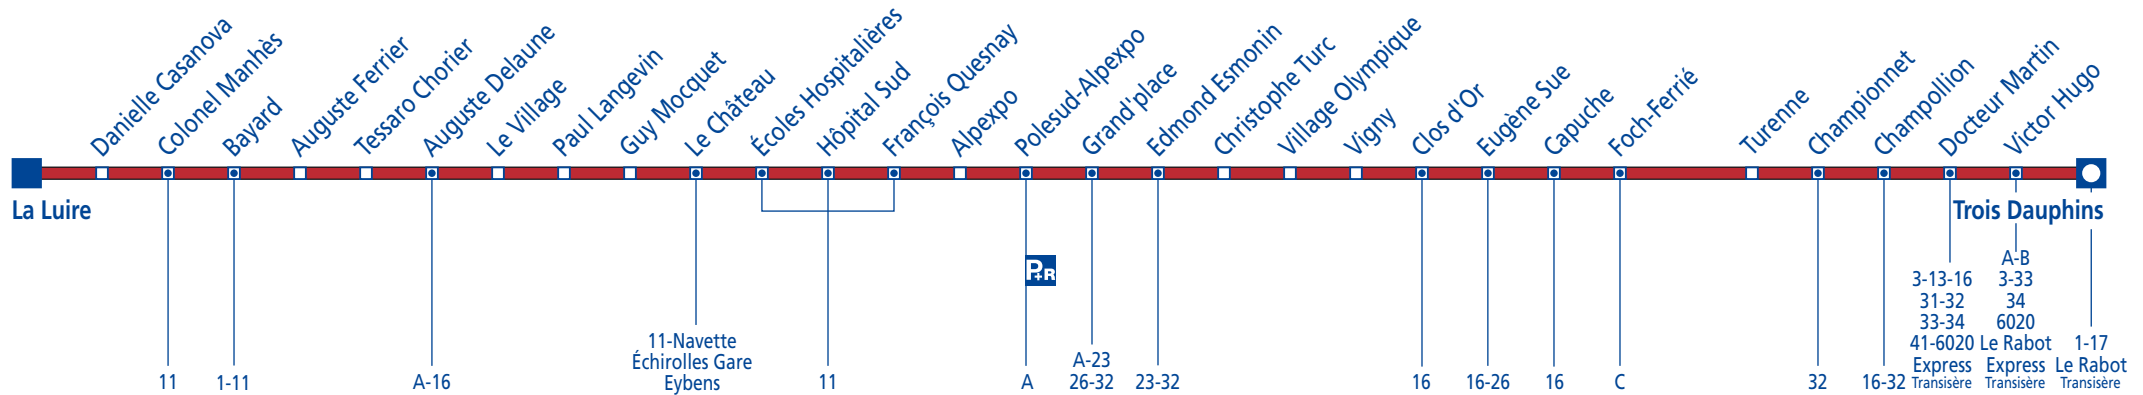 Danielle Casanova
Colonel Manhès
Bayard
Auguste Ferrier
Tessaro Chorier
Auguste Delaune
Le Village
Paul Langevin
Guy Mocquet
Le Château
Écoles Hospitalières
Hôpital Sud
François Quesnay
Alpexpo
Polesud-Alpexpo
Grand'place
Edmond Esmonin
Christophe Turc
Village Olympique
Vigny
Clos d'Or
Eugène Sue
Capuche
Foch-Ferrié
Turenne
Championnet
Champollion
Docteur Martin
Victor Hugo
La Luire
Trois Dauphins
11
1-11
A-16
11-Navette
Échirolles Gare
Eybens
11
P+R
A
A-23
26-32
23-32
16
16-26
16
C
32
16-32
3-13-16
31-32
33-34
41-6020
Express
Transisère
A-B
3-33
34
6020
Le Rabot
Express
Transisère
1-17
Le Rabot
Transisère